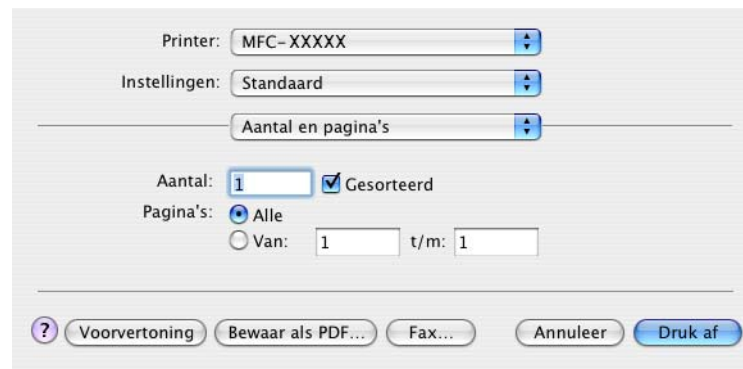 Printer: MFC-XXXXX
Instellingen: Standaard
Aantal en pagina's
Aantal: 1 Gesorteerd
Pagina's: Alle
Van: 1 t/m: 1
? Voorvertoning Bewaar als PDF... Fax... Annuleer Druk af